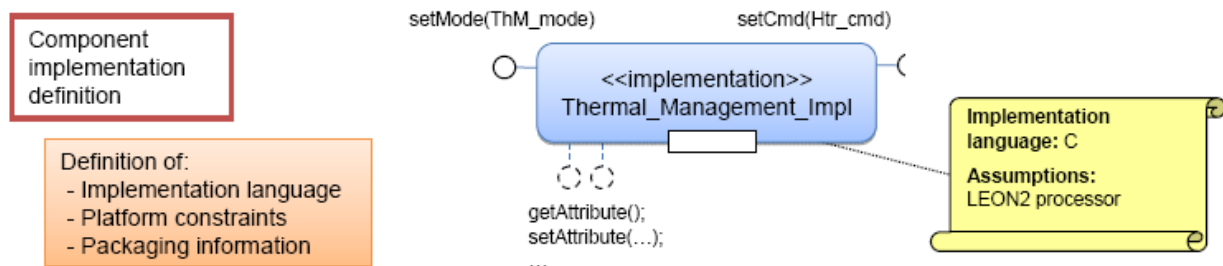 setMode(ThM_mode)
setCmd(Htr_cmd)
Component
implementation
definition
<<implementation>>
Thermal_Management_Impl
Implementation
language: C
Assumptions:
LEON2 processor
Definition of:
- Implementation language
- Platform constraints
- Packaging information
getAttribute();
setAttribute(…);
…